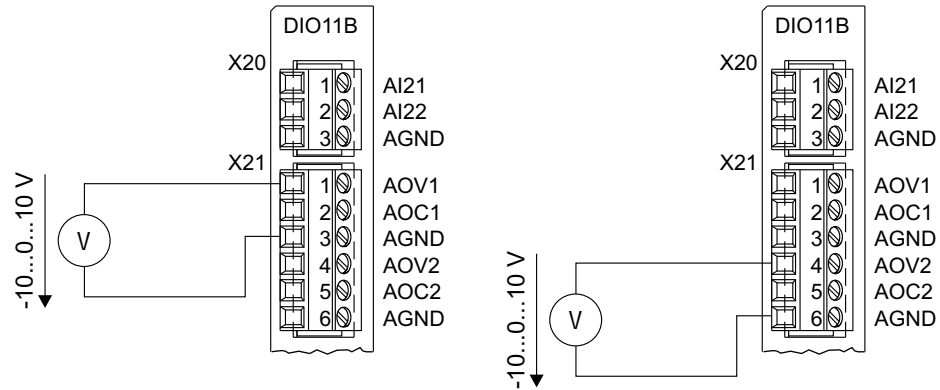 DIO11B
X20
1 AI21
2 AI22
3 AGND
X21
1 AOV1
2 AOC1
3 AGND
4 AOV2
5 AOC2
6 AGND
V
-10...0...10 V
DIO11B
X20
1 AI21
2 AI22
3 AGND
X21
1 AOV1
2 AOC1
3 AGND
4 AOV2
5 AOC2
6 AGND
V
-10...0...10 V